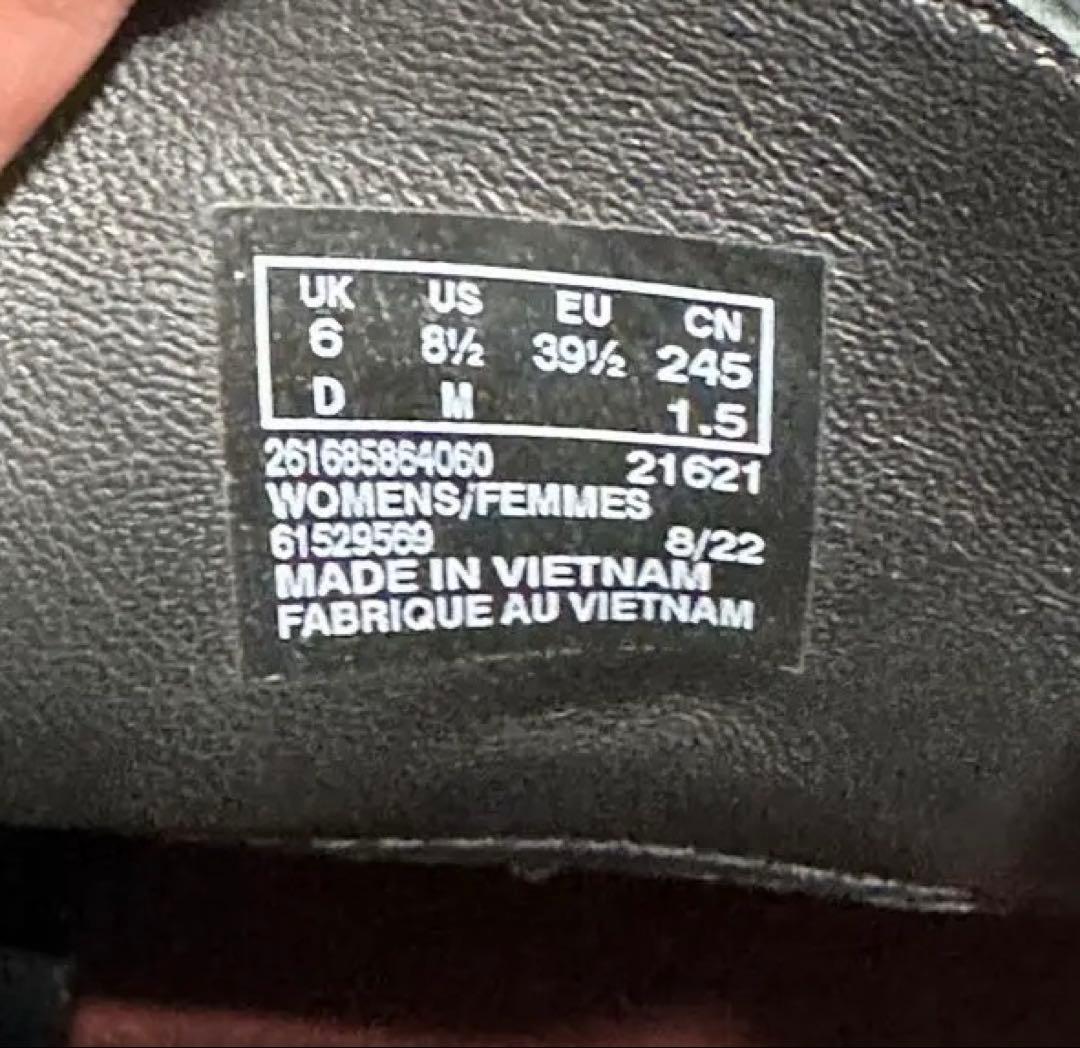 UK US EU CN
6 8½ 39½ 245
D M 1.5
261685864060 21621
WOMENS/FEMMES
61529569 8/22
MADE IN VIETNAM
FABRIQUE AU VIETNAM